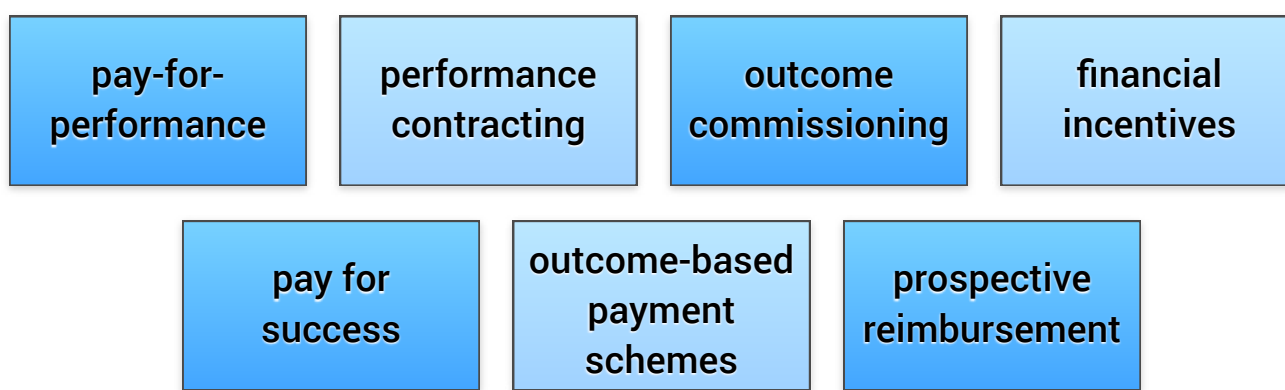 pay-for-
performance
performance
contracting
outcome
commissioning
financial
incentives
pay for
success
outcome-based
payment
schemes
prospective
reimbursement